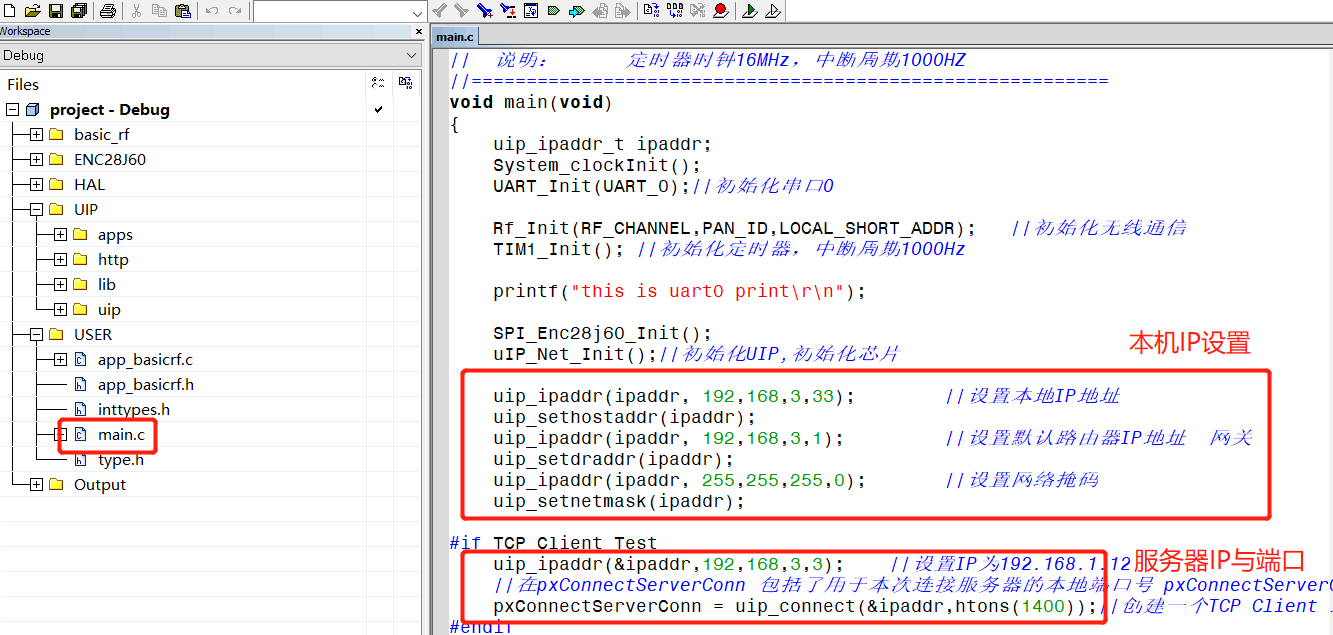 Workspace
main.c
Debug
Files
project - Debug
basic_rf
ENC28J60
HAL
UIP
apps
http
lib
uip
USER
app_basicrf.c
app_basicrf.h
inttypes.h
main.c
type.h
Output
// 说明: 定时器时钟16MHz，中断周期1000HZ
//==========================================================
void main(void)
{
uip_ipaddr_t ipaddr;
System_clockInit();
UART_Init(UART_0);//初始化串口0
Rf_Init(RF_CHANNEL,PAN_ID,LOCAL_SHORT_ADDR); //初始化无线通信
TIM1_Init(); //初始化定时器，中断周期1000Hz
printf("this is uart0 print\r\n");
SPI_Enc28j60_Init();
uIP_Net_Init();//初始化UIP,初始化芯片
本机IP设置
uip_ipaddr(ipaddr, 192,168,3,33); //设置本地IP地址
uip_sethostaddr(ipaddr);
uip_ipaddr(ipaddr, 192,168,3,1); //设置默认路由器IP地址 网关
uip_setdraddr(ipaddr);
uip_ipaddr(ipaddr, 255,255,255,0); //设置网络掩码
uip_setnetmask(ipaddr);
#if TCP_Client_Test
uip_ipaddr(&ipaddr,192,168,3,3); //设置IP为192.168.1.12
服务器IP与端口
//在pxConnectServerConn 包括了用于本次连接服务器的本地端口号 pxConnectServerC
pxConnectServerConn = uip_connect(&ipaddr,htons(1400));//创建一个TCP Client
#endif